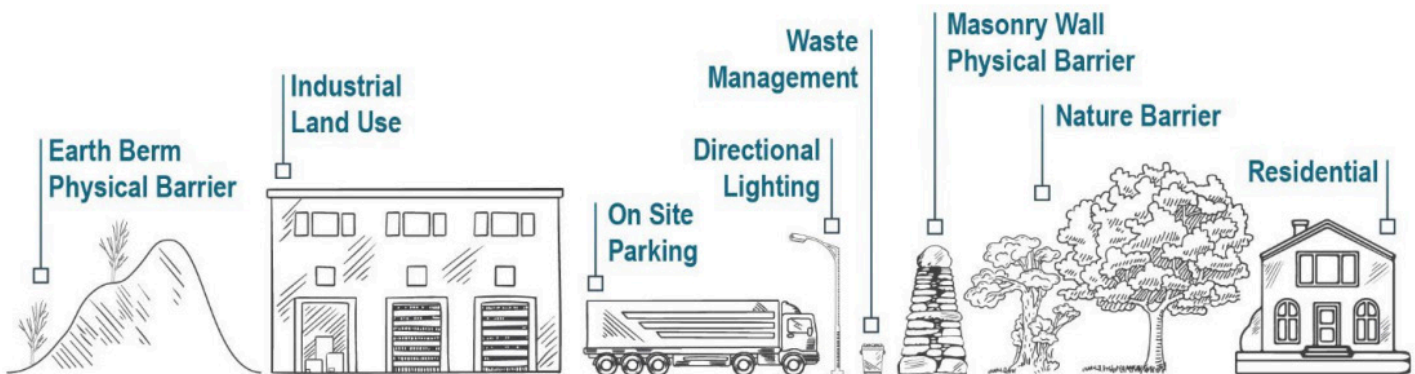 Earth Berm
Physical Barrier
Industrial
Land Use
On Site
Parking
Directional
Lighting
Waste
Management
Masonry Wall
Physical Barrier
Nature Barrier
Residential